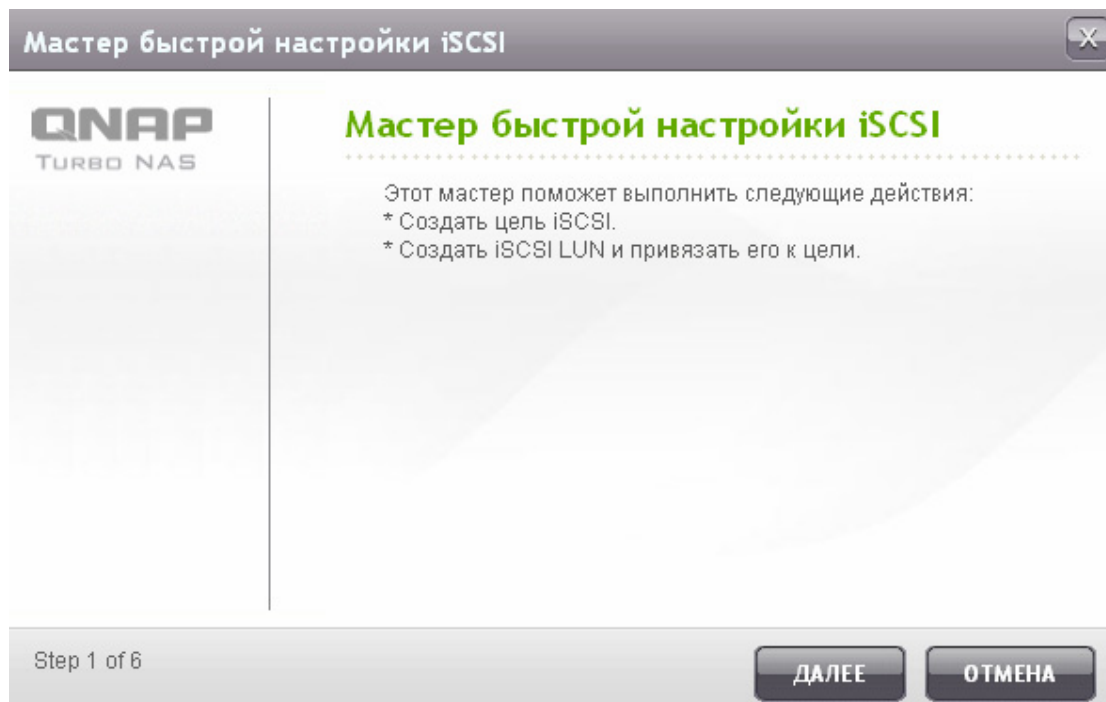 Мастер быстрой настройки iSCSI
X
QNAP
TURBO NAS
Мастер быстрой настройки iSCSI
Этот мастер поможет выполнить следующие действия:
* Создать цель iSCSI.
* Создать iSCSI LUN и привязать его к цели.
Step 1 of 6
ДАЛЕЕ
ОТМЕНА